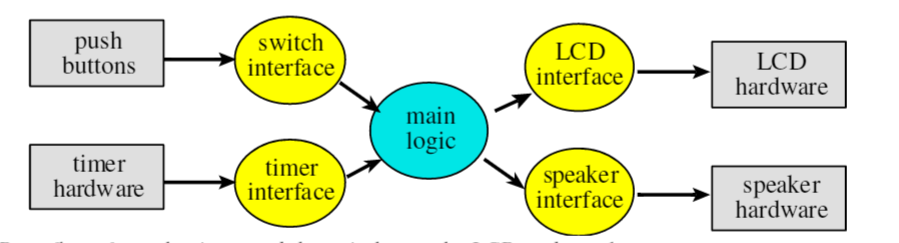 push
buttons
switch
interface
main
logic
LCD
interface
LCD
hardware
timer
hardware
timer
interface
speaker
interface
speaker
hardware